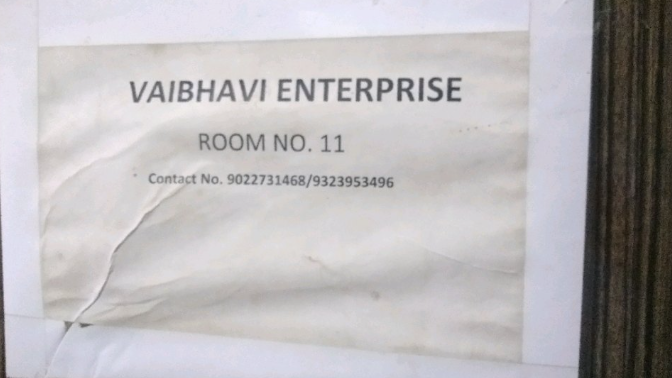 VAIBHAVI ENTERPRISE
ROOM NO. 11
Contact No. 9022731468/9323953496